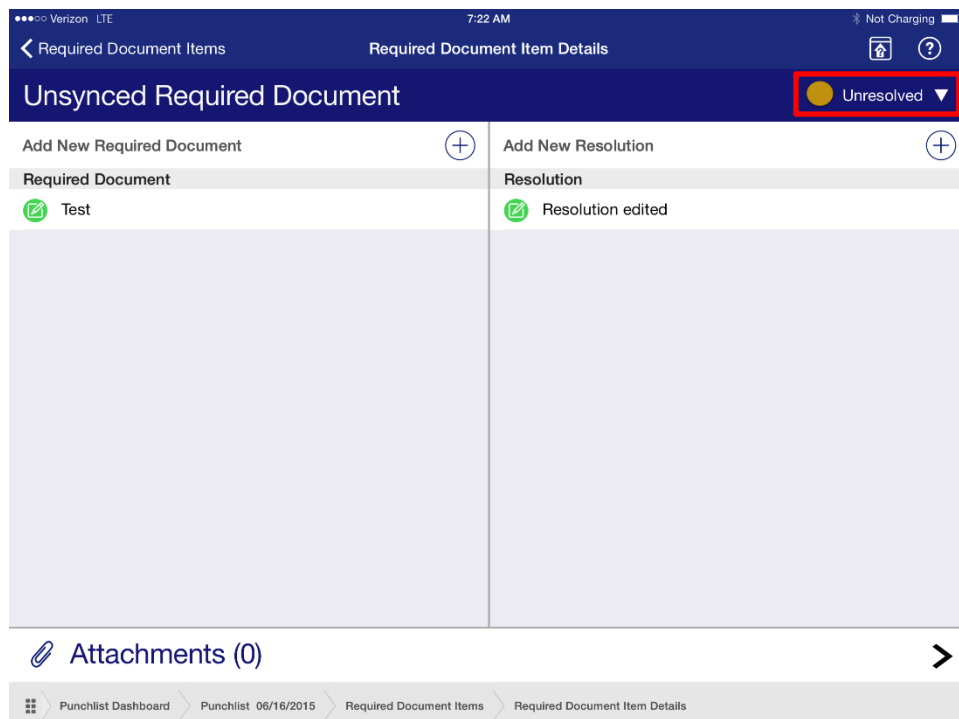 Verizon LTE 7:22 AM Not Charging
Required Document Items Required Document Item Details ?
Unsynced Required Document Unresolved
Add New Required Document Add New Resolution
Required Document Resolution
Test Resolution edited
Attachments (0)
Punchlist Dashboard Punchlist 06/16/2015 Required Document Items Required Document Item Details